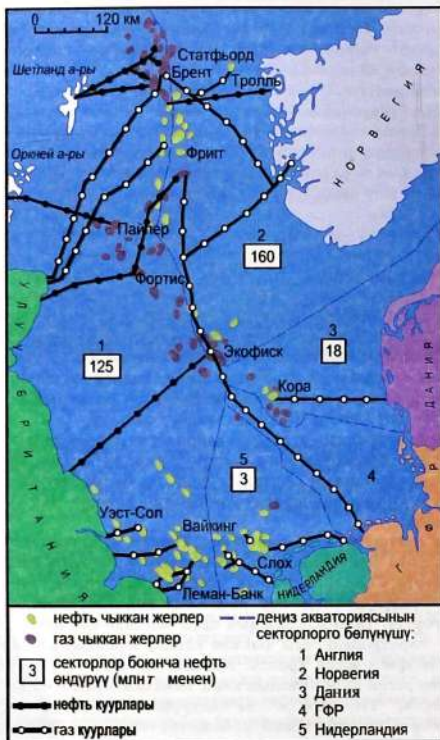 0 120 км
Статфьорд
Шетланд а-ры
Брент
Тролль
НОРВЕГИЯ
Оркней а-ры
Фригг
Пайпер
2
160
Фортис
УЛУУ БРИТАНИЯ
1
125
Экофиск
3
18
ДАНИЯ
Кора
5
3
4
ГФР
Уэст-Сол
Вайкинг
Слох
Леман-Банк
НИДЕРЛАНДИЯ
нефть чыккан жерлер
газ чыккан жерлер
3 секторлор боюнча нефть
өндүрүү (млн т менен)
нефть куурлары
газ куурлары
деңиз акваториясынын
секторлорго бөлүнүшү:
1 Англия
2 Норвегия
3 Дания
4 ГФР
5 Нидерландия